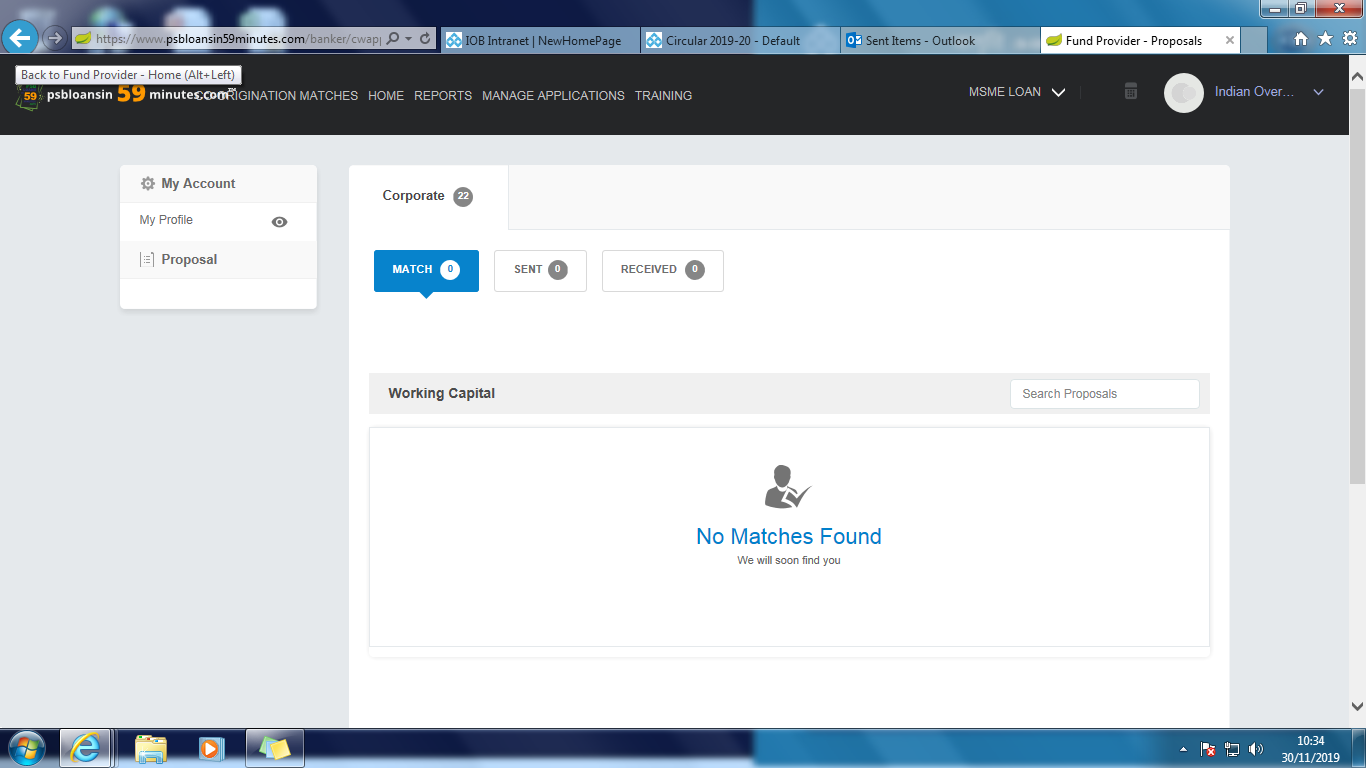 https://www.psbloansin59minutes.com/banker/cwap
IOB Intranet | NewHomePage
Circular 2019-20 - Default
Sent Items - Outlook
Fund Provider - Proposals
Back to Fund Provider - Home (Alt+Left)
59 psbloansin 59 minutes.com
CO-ORIGINATION MATCHES HOME REPORTS MANAGE APPLICATIONS TRAINING
MSME LOAN
Indian Over...
My Account
My Profile
Proposal
Corporate 22
MATCH 0
SENT 0
RECEIVED 0
Working Capital
Search Proposals
No Matches Found
We will soon find you
10:34
30/11/2019